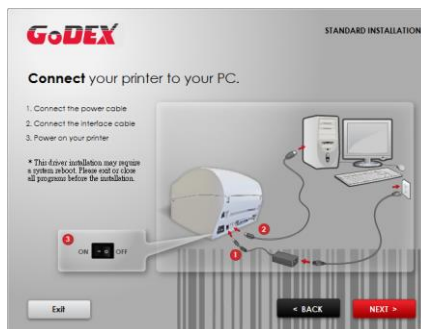 GoDEX
STANDARD INSTALLATION
Connect your printer to your PC.
1. Connect the power cable
2. Connect the interface cable
3. Power on your printer
* This driver installation may require
a system reboot. Please exit or close
all programs before the installation.
3
ON OFF
2
1
Exit
< BACK
NEXT >